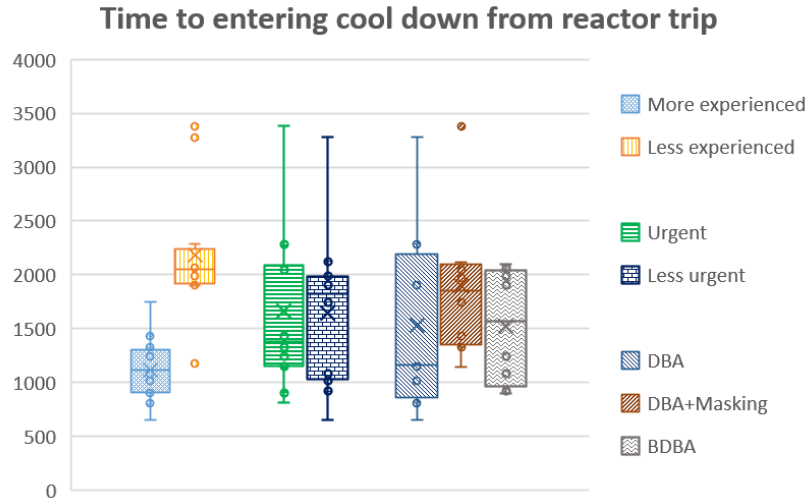 Time to entering cool down from reactor trip
4000
3500
3000
2500
2000
1500
1000
500
0
More experienced
Less experienced
Urgent
Less urgent
DBA
DBA+Masking
BDBA